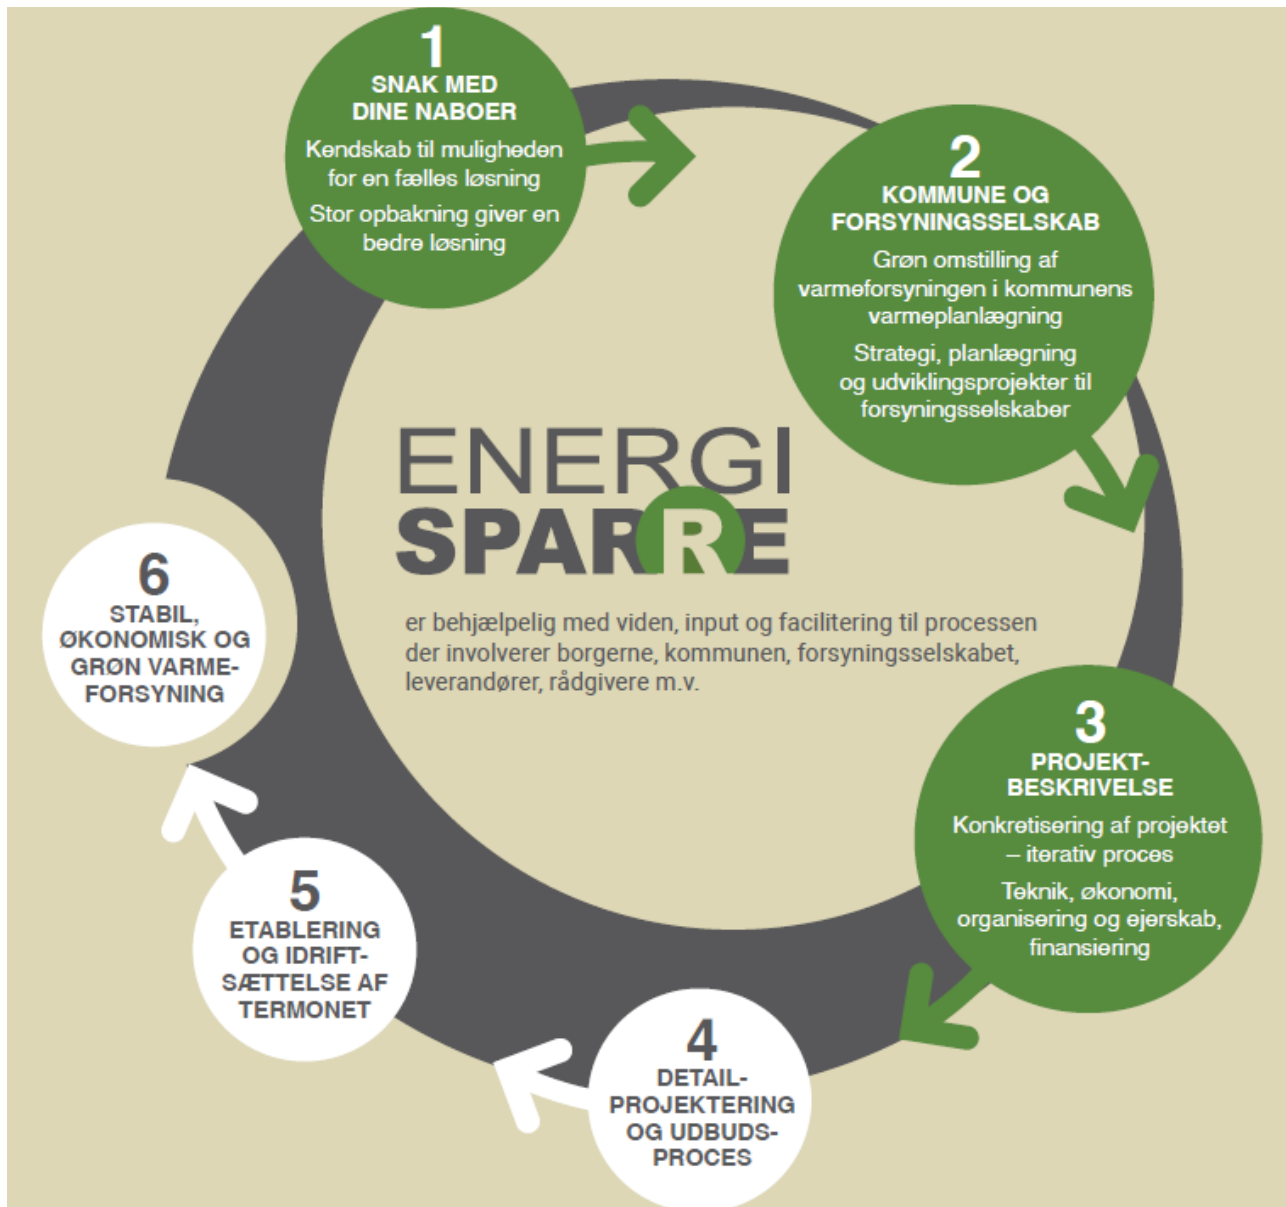 1
SNAK MED
DINE NABOER
Kendskab til muligheden
for en fælles løsning
Stor opbakning giver en
bedre løsning
2
KOMMUNE OG
FORSYNINGSSELSKAB
Grøn omstilling af
varmeforsyningen i kommunens
varmeplanlægning
Strategi, planlægning
og udviklingsprojekter til
forsyningsselskaber
ENERGI
SPARRE
er behjælpelig med viden, input og facilitering til processen
der involverer borgerne, kommunen, forsyningsselskabet,
leverandører, rådgivere m.v.
3
PROJEKT-
BESKRIVELSE
Konkretisering af projektet
– iterativ proces
Teknik, økonomi,
organisering og ejerskab,
finansiering
4
DETAIL-
PROJEKTERING
OG UDBUDS-
PROCES
5
ETABLERING
OG IDRIFT-
SÆTTELSE AF
TERMONET
6
STABIL,
ØKONOMISK OG
GRØN VARME-
FORSYNING